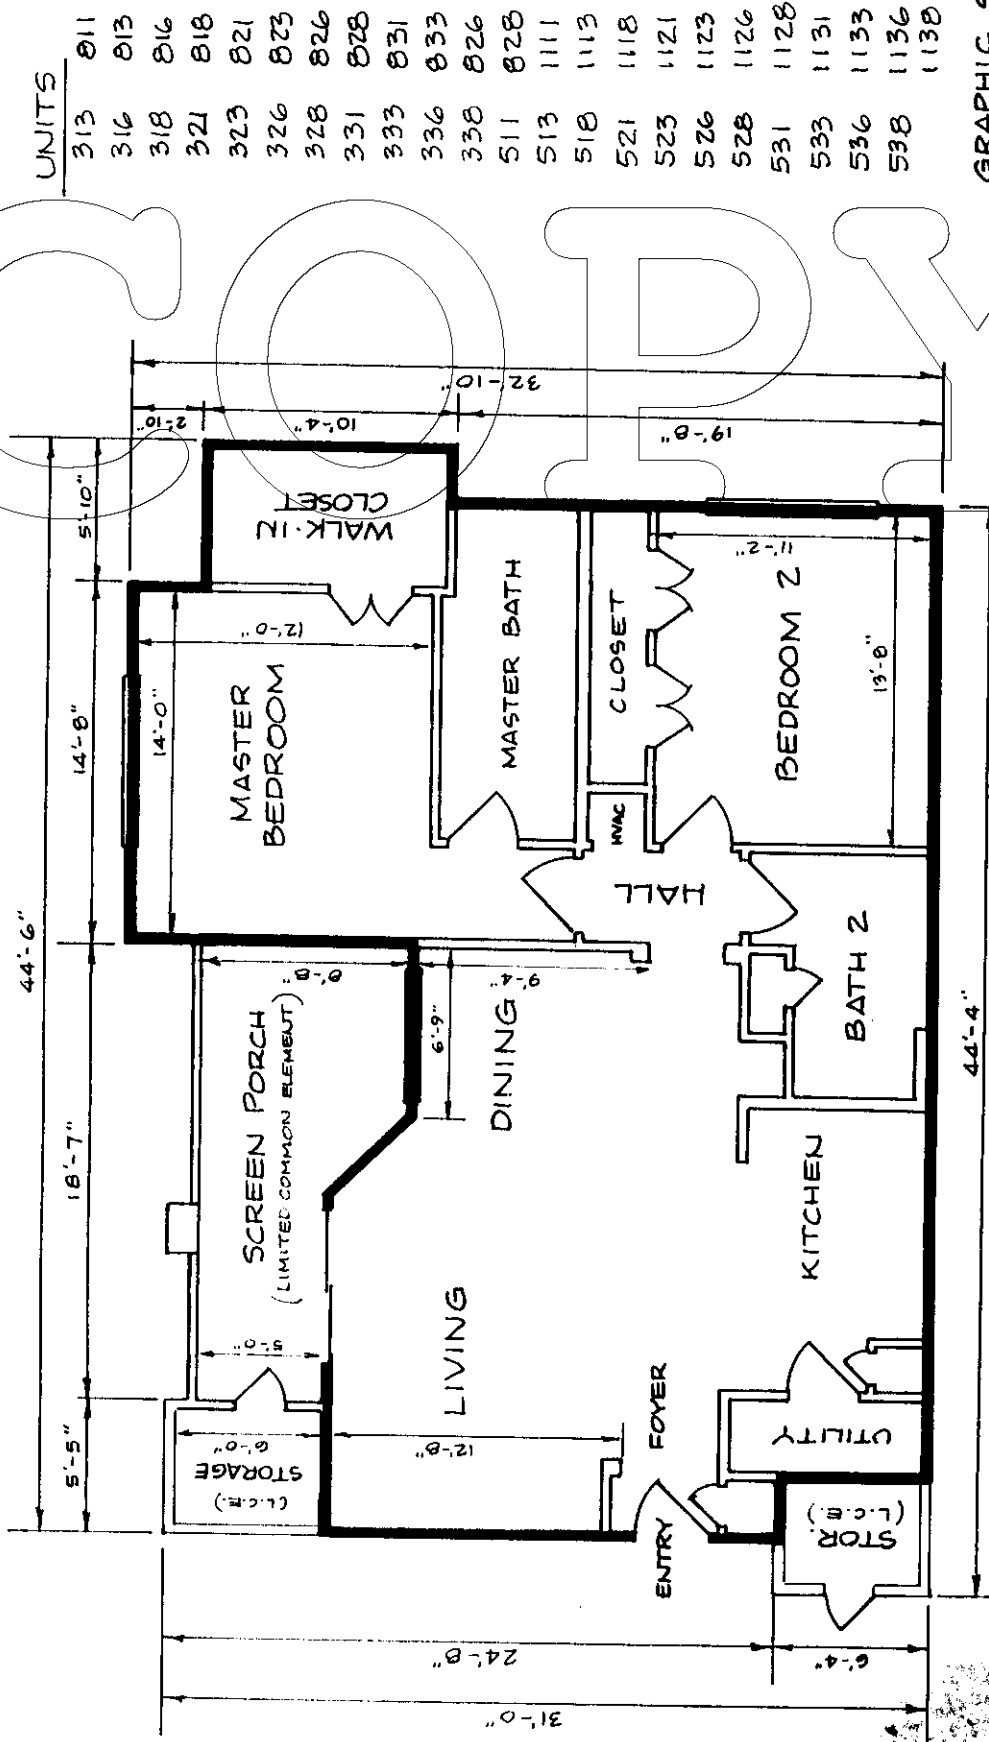 UNITS
313 811
316 813
318 816
321 818
323 821
326 823
328 826
331 828
333 831
336 833
338 826
511 828
513 1111
518 1113
521 1118
523 1121
526 1123
528 1126
531 1128
533 1131
536 1133
538 1136
1138
GRAPHIC
COPY
44'-6"
5'-5"
18'-7"
14'-8"
5'-10"
2'-10"
10'-4"
19'-8"
32'-10"
STORAGE
(L.C.E.)
6'-0"
5'-0"
SCREEN PORCH
(LIMITED COMMON ELEMENT)
8'-8"
14'-0"
12'-0"
MASTER
BEDROOM
WALK-IN
CLOSET
6'-9"
9'-4"
LIVING
12'-8"
DINING
MASTER BATH
CLOSET
HVAC
HALL
ENTRY
FOYER
11'-2"
BEDROOM 2
13'-8"
UTILITY
KITCHEN
BATH 2
STOR.
(L.C.E.)
24'-8"
6'-4"
31'-0"
44'-4"